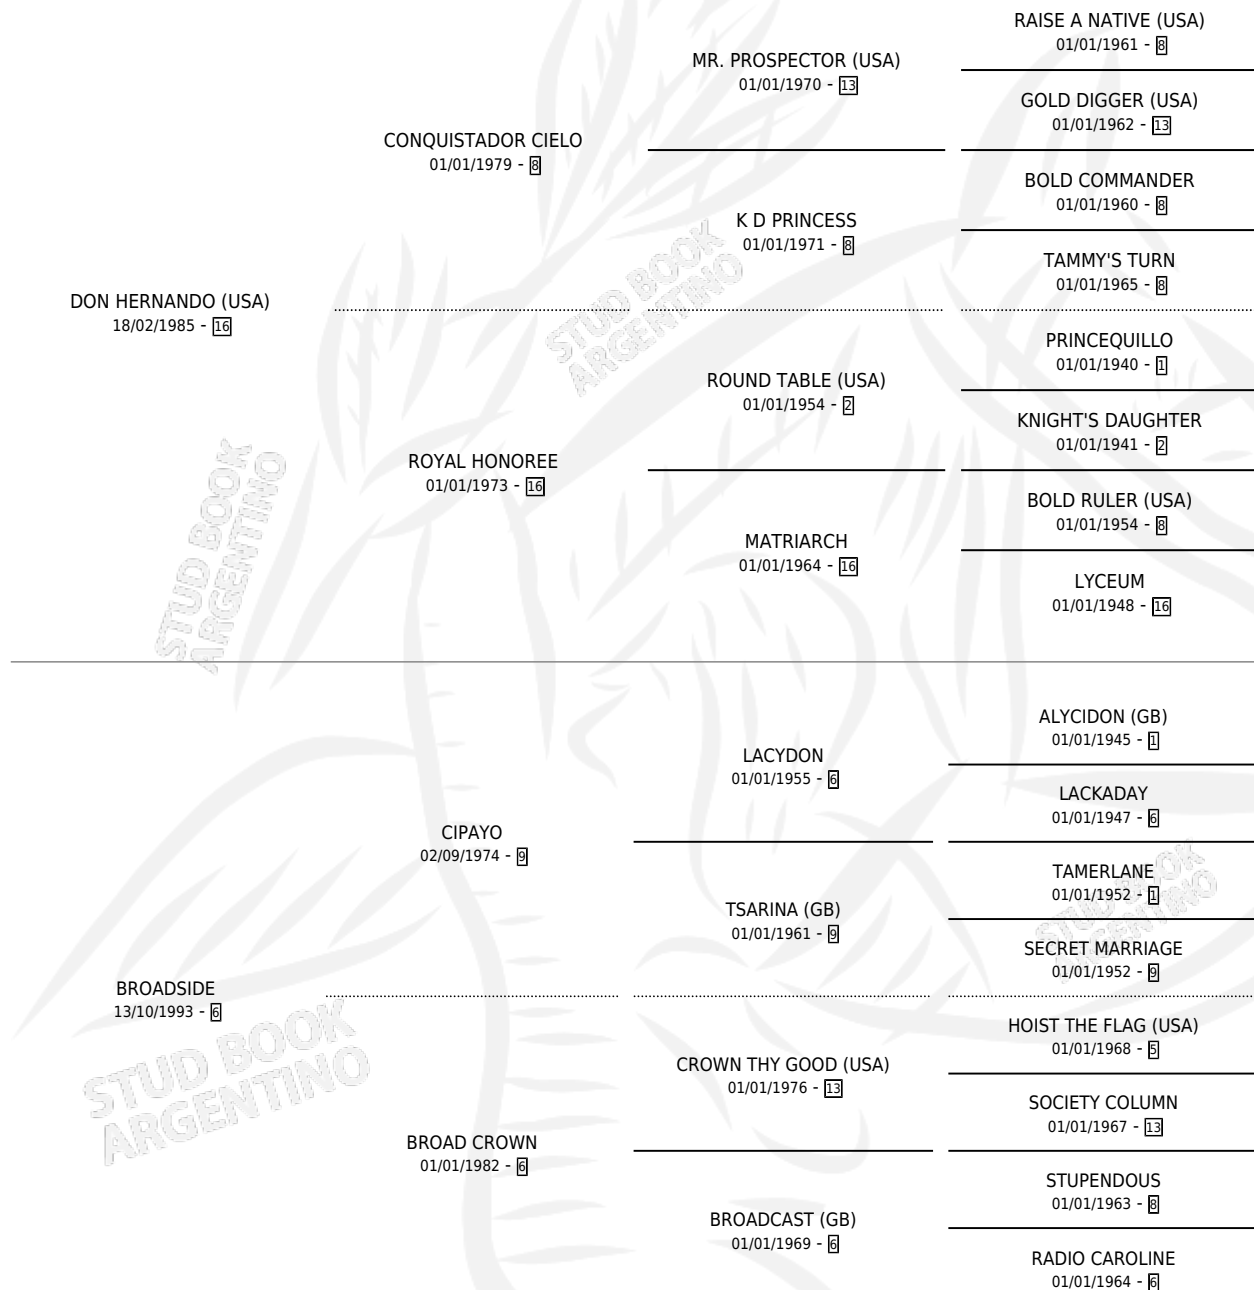 RAISE A NATIVE (USA)
01/01/1961 - 8
MR. PROSPECTOR (USA)
01/01/1970 - 13
GOLD DIGGER (USA)
01/01/1962 - 13
CONQUISTADOR CIELO
01/01/1979 - 8
BOLD COMMANDER
01/01/1960 - 8
K D PRINCESS
01/01/1971 - 8
TAMMY'S TURN
01/01/1965 - 8
DON HERNANDO (USA)
18/02/1985 - 16
PRINCEQUILLO
01/01/1940 - 1
ROUND TABLE (USA)
01/01/1954 - 2
KNIGHT'S DAUGHTER
01/01/1941 - 2
ROYAL HONOREE
01/01/1973 - 16
BOLD RULER (USA)
01/01/1954 - 8
MATRIARCH
01/01/1964 - 16
LYCEUM
01/01/1948 - 16
ALYCIDON (GB)
01/01/1945 - 1
LACYDON
01/01/1955 - 6
LACKADAY
01/01/1947 - 6
CIPAYO
02/09/1974 - 9
TAMERLANE
01/01/1952 - 1
TSARINA (GB)
01/01/1961 - 9
SECRET MARRIAGE
01/01/1952 - 9
BROADSIDE
13/10/1993 - 6
HOIST THE FLAG (USA)
01/01/1968 - 5
CROWN THY GOOD (USA)
01/01/1976 - 13
SOCIETY COLUMN
01/01/1967 - 13
BROAD CROWN
01/01/1982 - 6
STUPENDOUS
01/01/1963 - 8
BROADCAST (GB)
01/01/1969 - 6
RADIO CAROLINE
01/01/1964 - 6
STUD BOOK
ARGENTINO
STUD BOOK
ARGENTINO
STUD BOOK
ARGENTINO
STUD BOOK
ARGENTINO